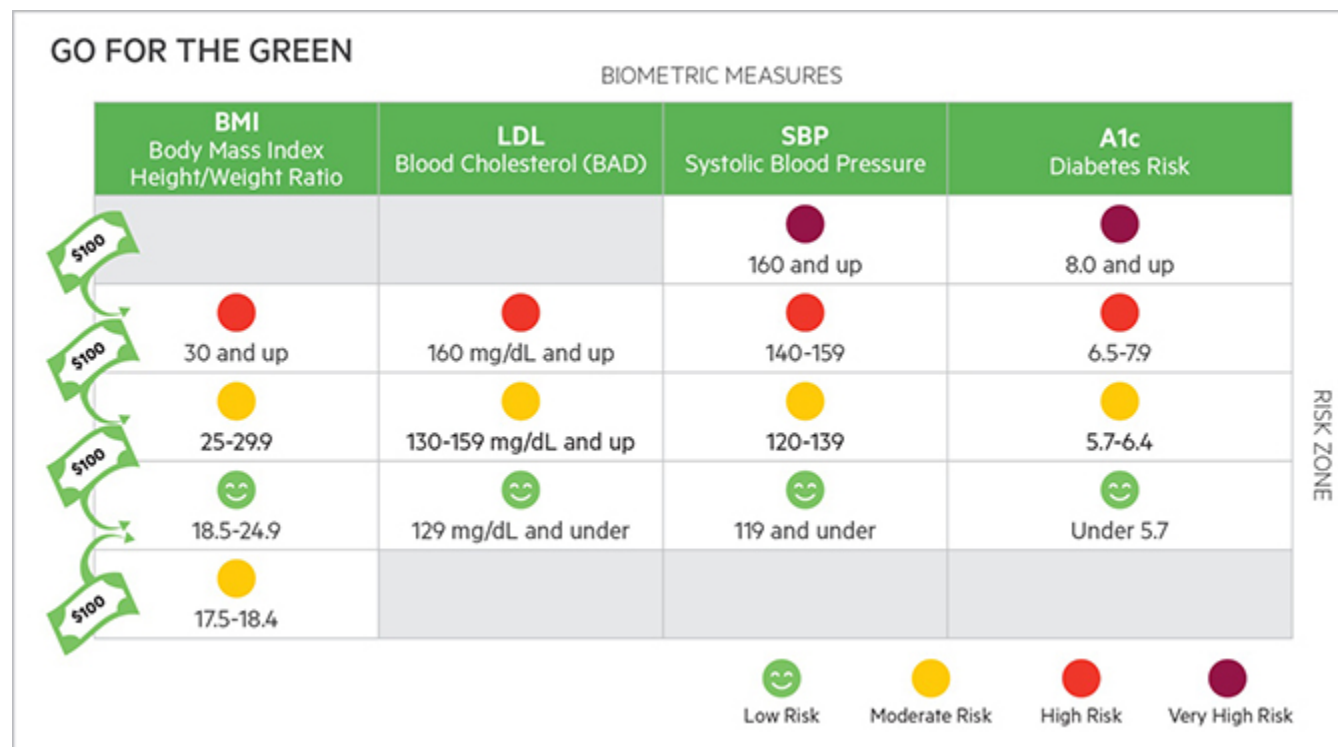 GO FOR THE GREEN
BIOMETRIC MEASURES
BMI
Body Mass Index
Height/Weight Ratio
LDL
Blood Cholesterol (BAD)
SBP
Systolic Blood Pressure
A1c
Diabetes Risk
$100
160 and up
8.0 and up
$100
30 and up
160 mg/dL and up
140-159
6.5-7.9
$100
25-29.9
130-159 mg/dL and up
120-139
5.7-6.4
18.5-24.9
129 mg/dL and under
119 and under
Under 5.7
$100
17.5-18.4
RISK ZONE
Low Risk
Moderate Risk
High Risk
Very High Risk